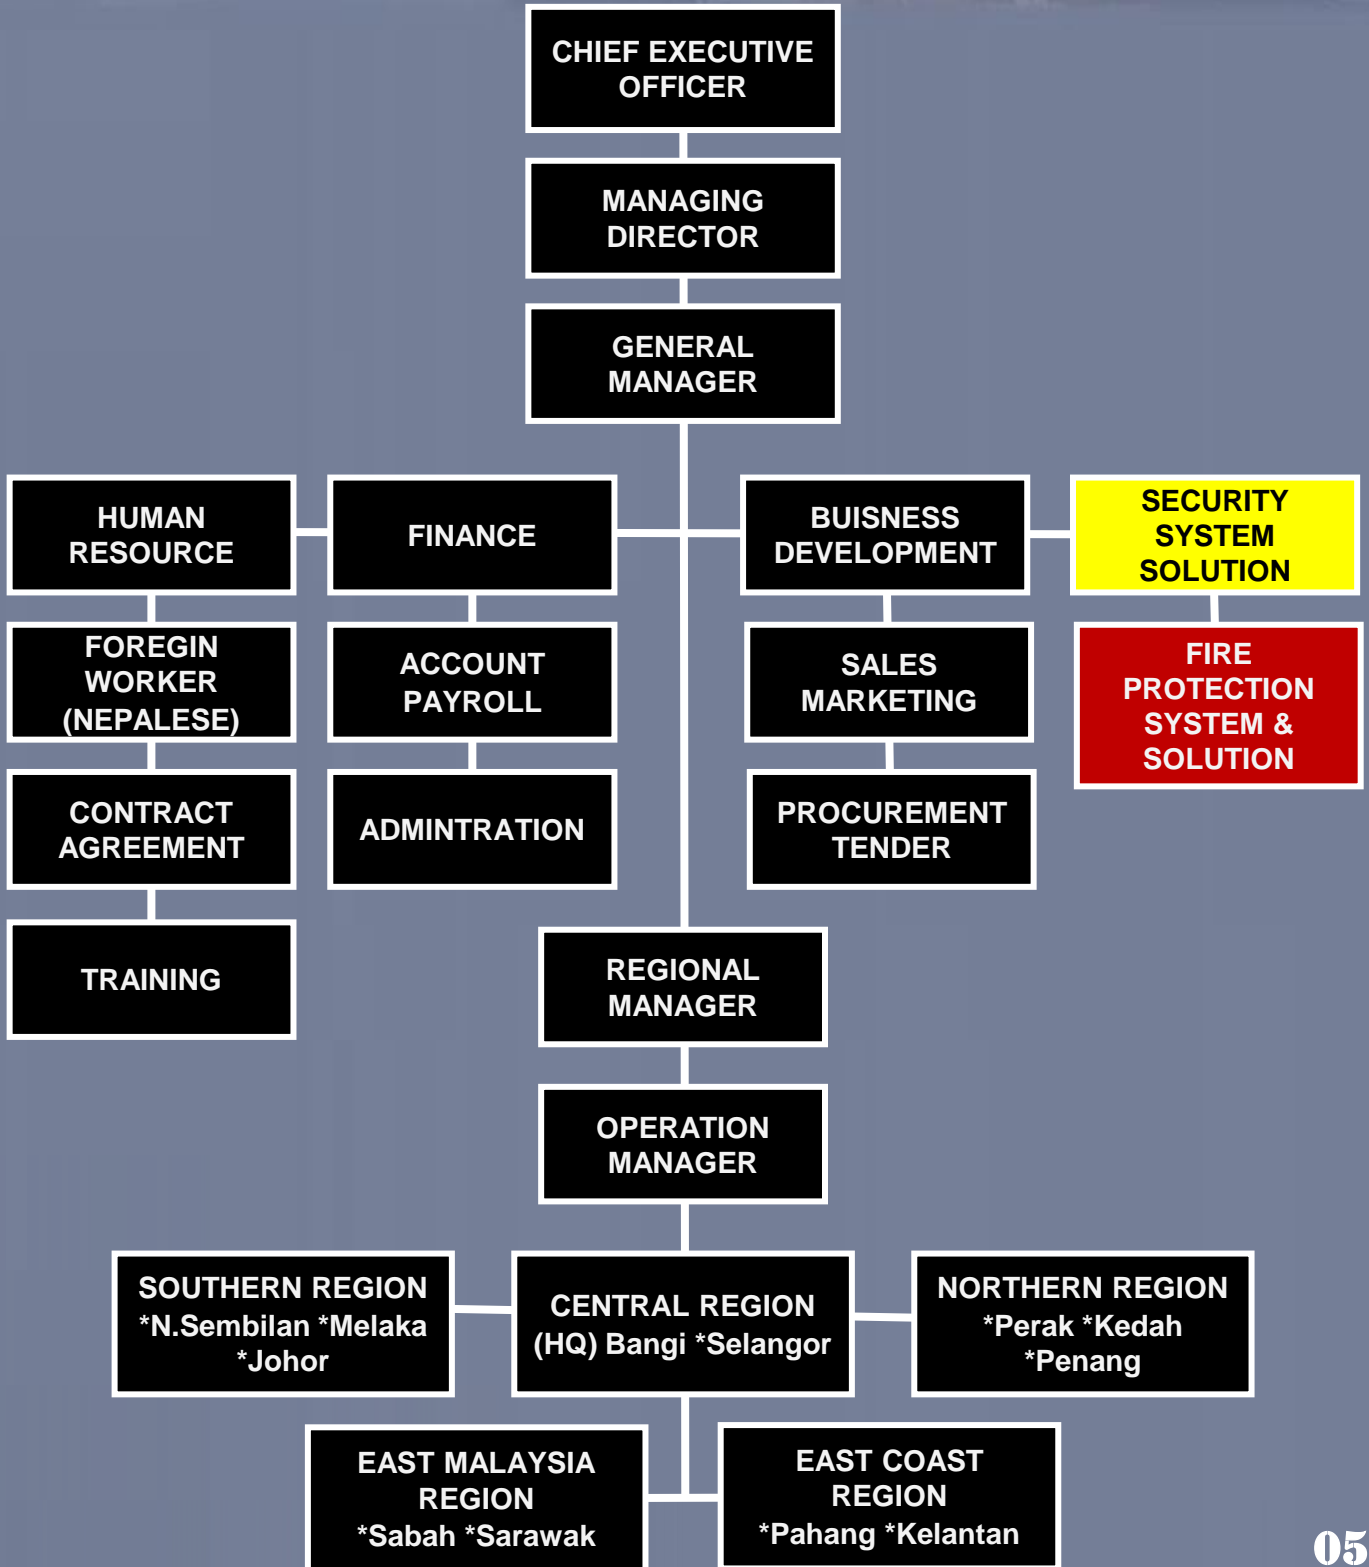 CHIEF EXECUTIVE
OFFICER
MANAGING
DIRECTOR
GENERAL
MANAGER
HUMAN
RESOURCE
FINANCE
BUISNESS
DEVELOPMENT
SECURITY
SYSTEM
SOLUTION
FOREGIN
WORKER
(NEPALESE)
ACCOUNT
PAYROLL
SALES
MARKETING
FIRE
PROTECTION
SYSTEM &
SOLUTION
CONTRACT
AGREEMENT
ADMINTRATION
PROCUREMENT
TENDER
TRAINING
REGIONAL
MANAGER
OPERATION
MANAGER
SOUTHERN REGION
*N.Sembilan *Melaka
*Johor
CENTRAL REGION
(HQ) Bangi *Selangor
NORTHERN REGION
*Perak *Kedah
*Penang
EAST MALAYSIA
REGION
*Sabah *Sarawak
EAST COAST
REGION
*Pahang *Kelantan
05